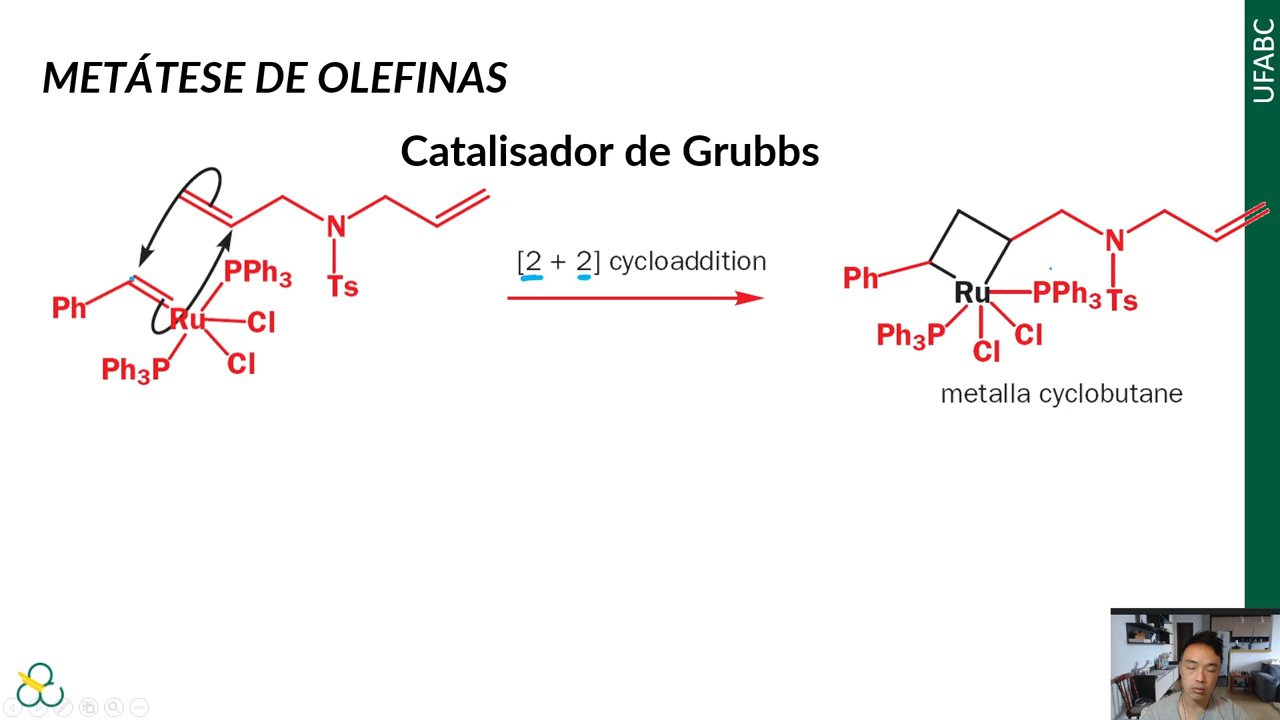 METÁTESE DE OLEFINAS
Catalisador de Grubbs
UFABC
N
Ts
PPh3
Ph
Ru
Cl
Cl
Ph3P
[2 + 2] cycloaddition
Ph
N
Ru
PPh3
Ts
Ph3P
Cl
Cl
metalla cyclobutane